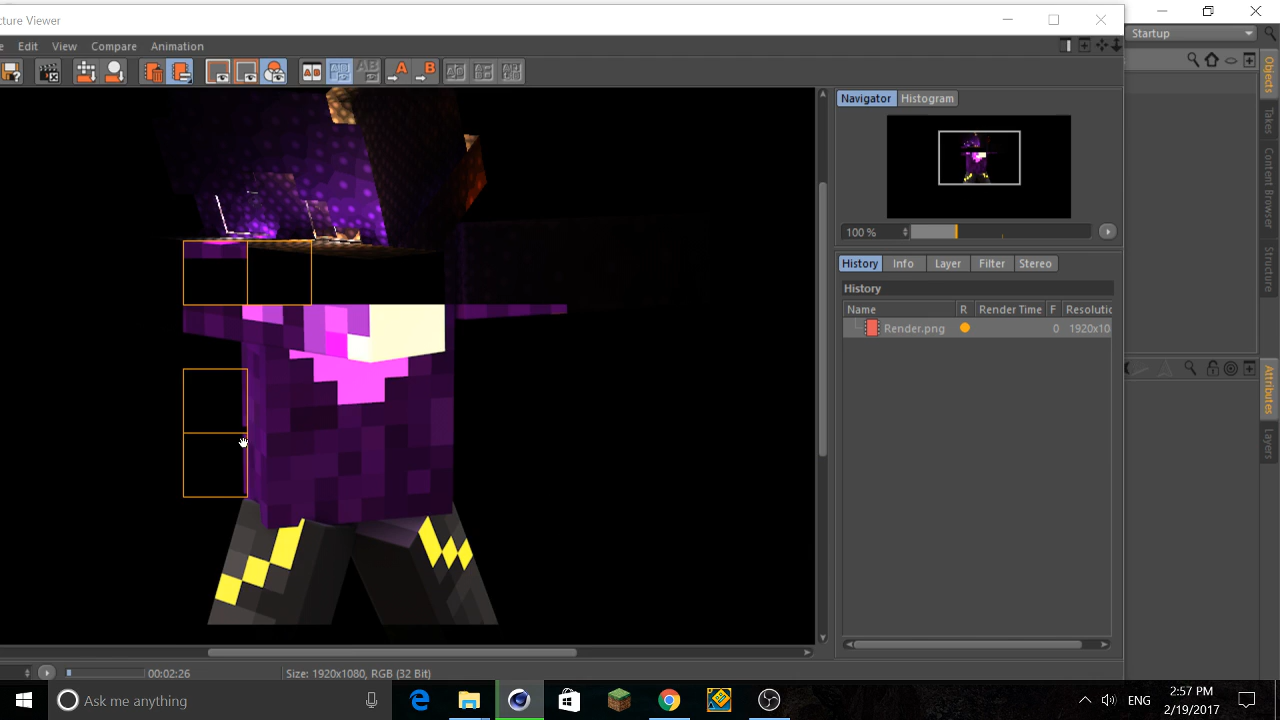 cture Viewer
e Edit View Compare Animation
Startup
AB A B
Navigator Histogram
100 %
History Info Layer Filter Stereo
History
Name R Render Time F Resolutic
Render.png 0 1920x10
Objects
Takes
Content Browser
Structure
Attributes
Layers
00:02:26 Size: 1920x1080, RGB (32 Bit)
Ask me anything
ENG
2:57 PM
2/19/2017